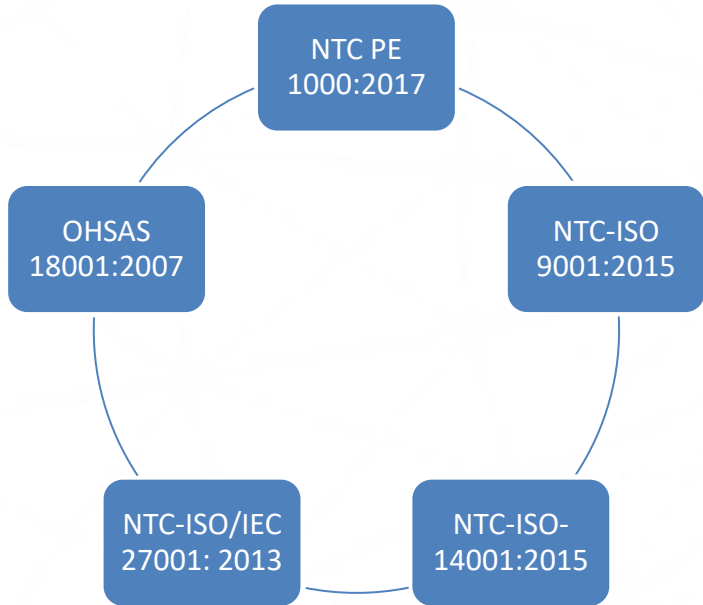 NTC PE
1000:2017
OHSAS
18001:2007
NTC-ISO
9001:2015
NTC-ISO/IEC
27001: 2013
NTC-ISO-
14001:2015